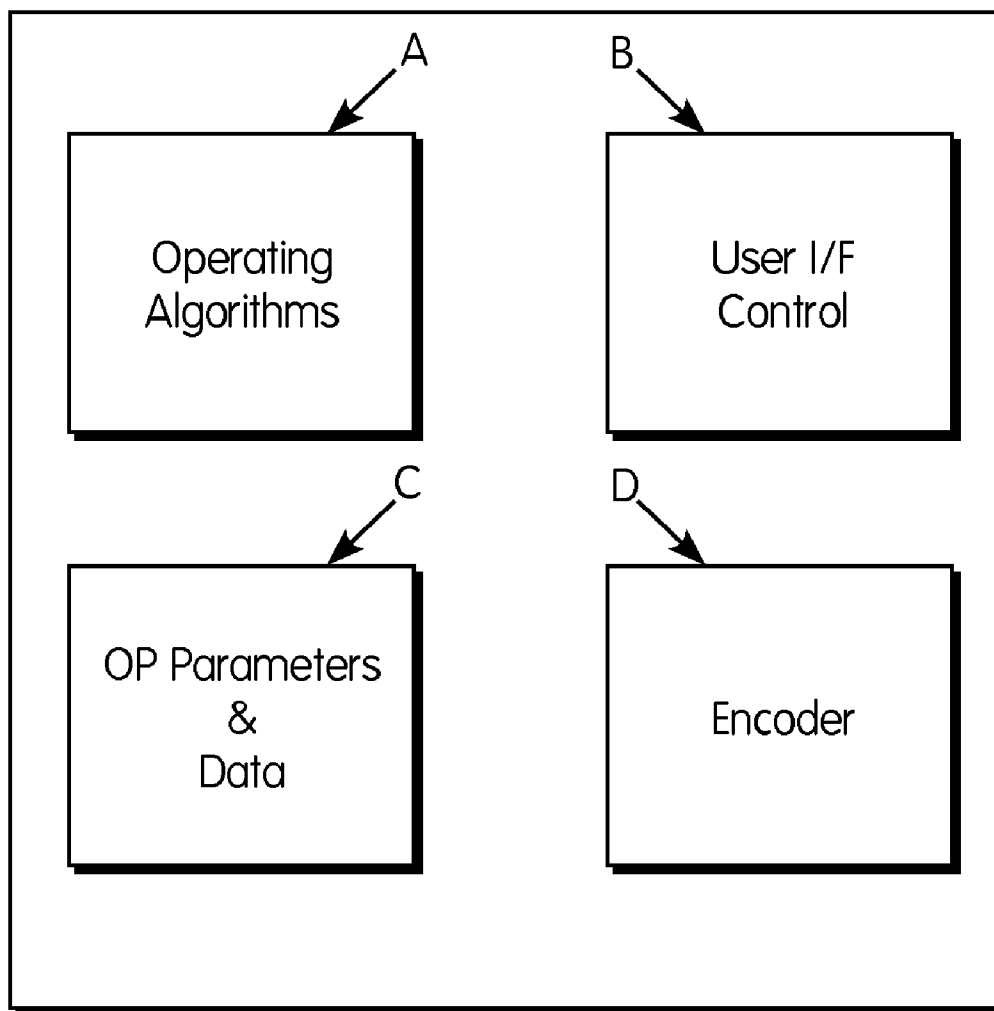 A
B
Operating
Algorithms
User I/F
Control
C
D
OP Parameters
&
Data
Encoder